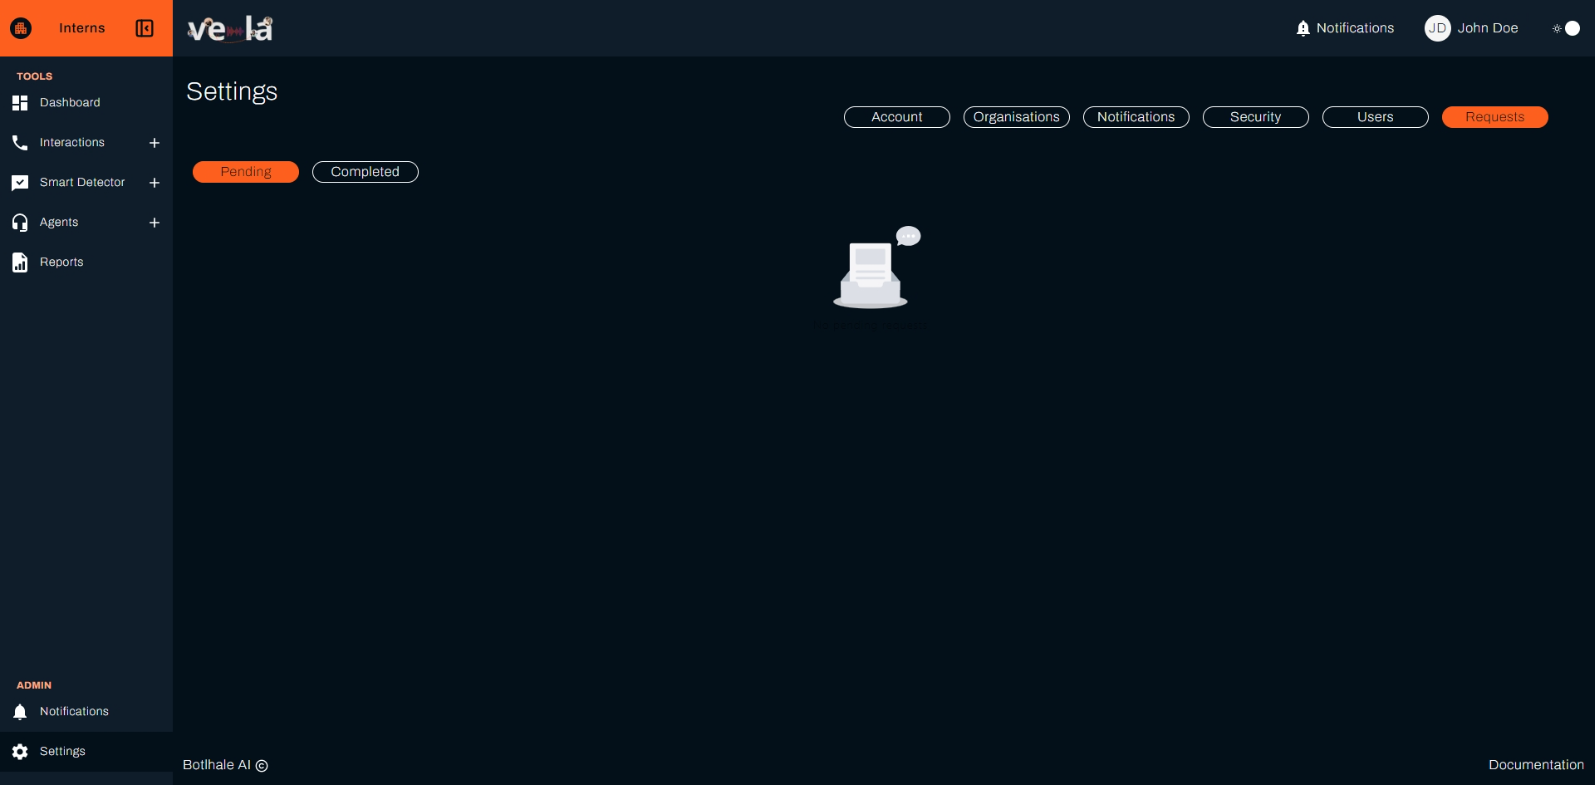 Interns
vela
Notifications
JD
John Doe
TOOLS
Dashboard
Interactions
Smart Detector
Agents
Reports
Settings
Account
Organisations
Notifications
Security
Users
Requests
Pending
Completed
ADMIN
Notifications
Settings
Botlhale AI ©
Documentation